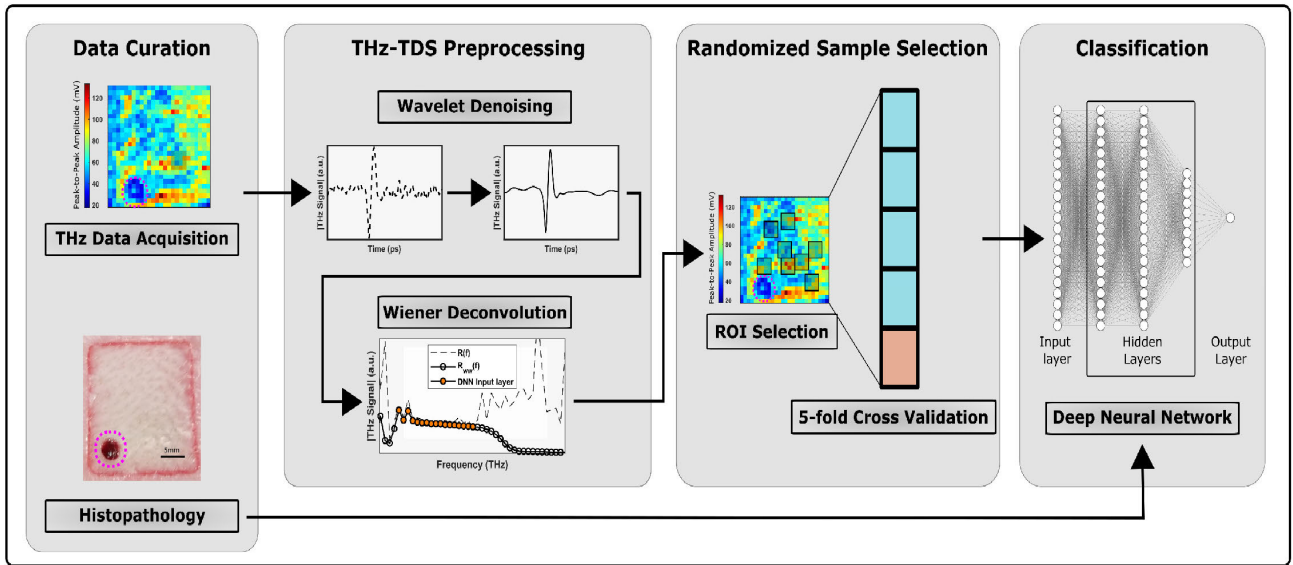 Data Curation
Peak-to-Peak Amplitude (mV)
120
100
80
60
40
20
THz Data Acquisition
5mm
Histopathology
THz-TDS Preprocessing
Wavelet Denoising
|THz Signal| (a.u.)
Time (ps)
|THz Signal| (a.u.)
Time (ps)
Wiener Deconvolution
|THz Signal| (a.u.)
R(f)
R_ww(f)
DNN Input layer
Frequency (THz)
Randomized Sample Selection
Peak-to-Peak Amplitude (mV)
120
100
80
60
40
20
ROI Selection
5-fold Cross Validation
Classification
Input layer
Hidden Layers
Output Layer
Deep Neural Network